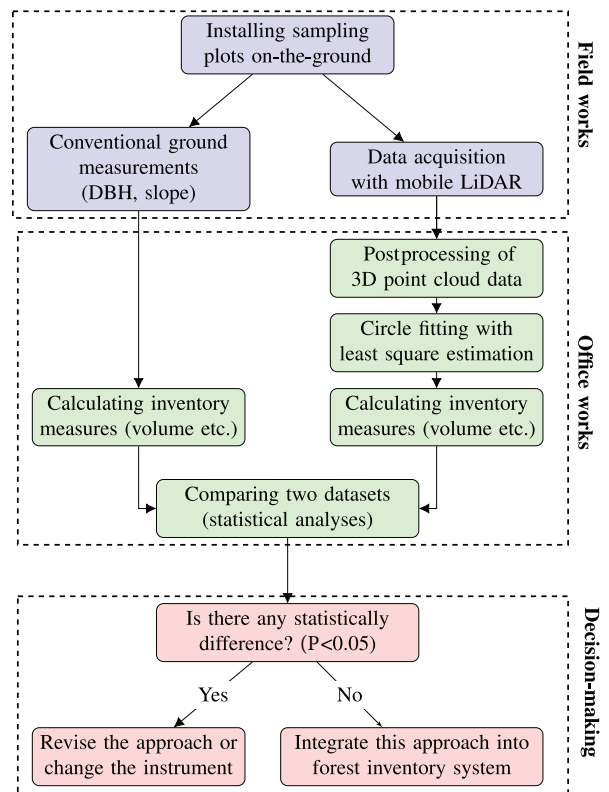 Installing sampling
plots on-the-ground
Field works
Conventional ground
measurements
(DBH, slope)
Data acquisition
with mobile LiDAR
Postprocessing of
3D point cloud data
Circle fitting with
least square estimation
Office works
Calculating inventory
measures (volume etc.)
Calculating inventory
measures (volume etc.)
Comparing two datasets
(statistical analyses)
Is there any statistically
difference? (P<0.05)
Decision-making
Yes
No
Revise the approach or
change the instrument
Integrate this approach into
forest inventory system